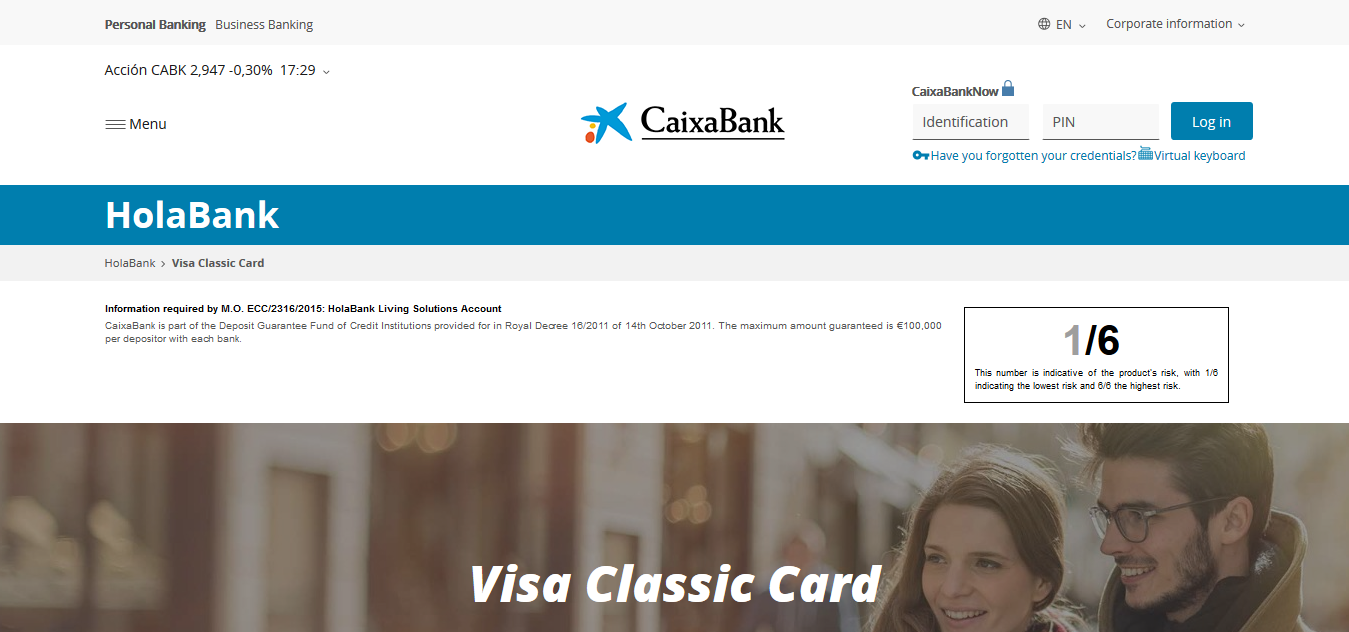 Personal Banking Business Banking
EN Corporate information
Acción CABK 2,947 -0,30% 17:29
CaixaBankNow
Menu
CaixaBank
Identification PIN Log in
Have you forgotten your credentials? Virtual keyboard
HolaBank
HolaBank > Visa Classic Card
Information required by M.O. ECC/2316/2015: HolaBank Living Solutions Account
CaixaBank is part of the Deposit Guarantee Fund of Credit Institutions provided for in Royal Decree 16/2011 of 14th October 2011. The maximum amount guaranteed is €100,000
per depositor with each bank.
1/6
This number is indicative of the product's risk, with 1/6
indicating the lowest risk and 6/6 the highest risk.
Visa Classic Card